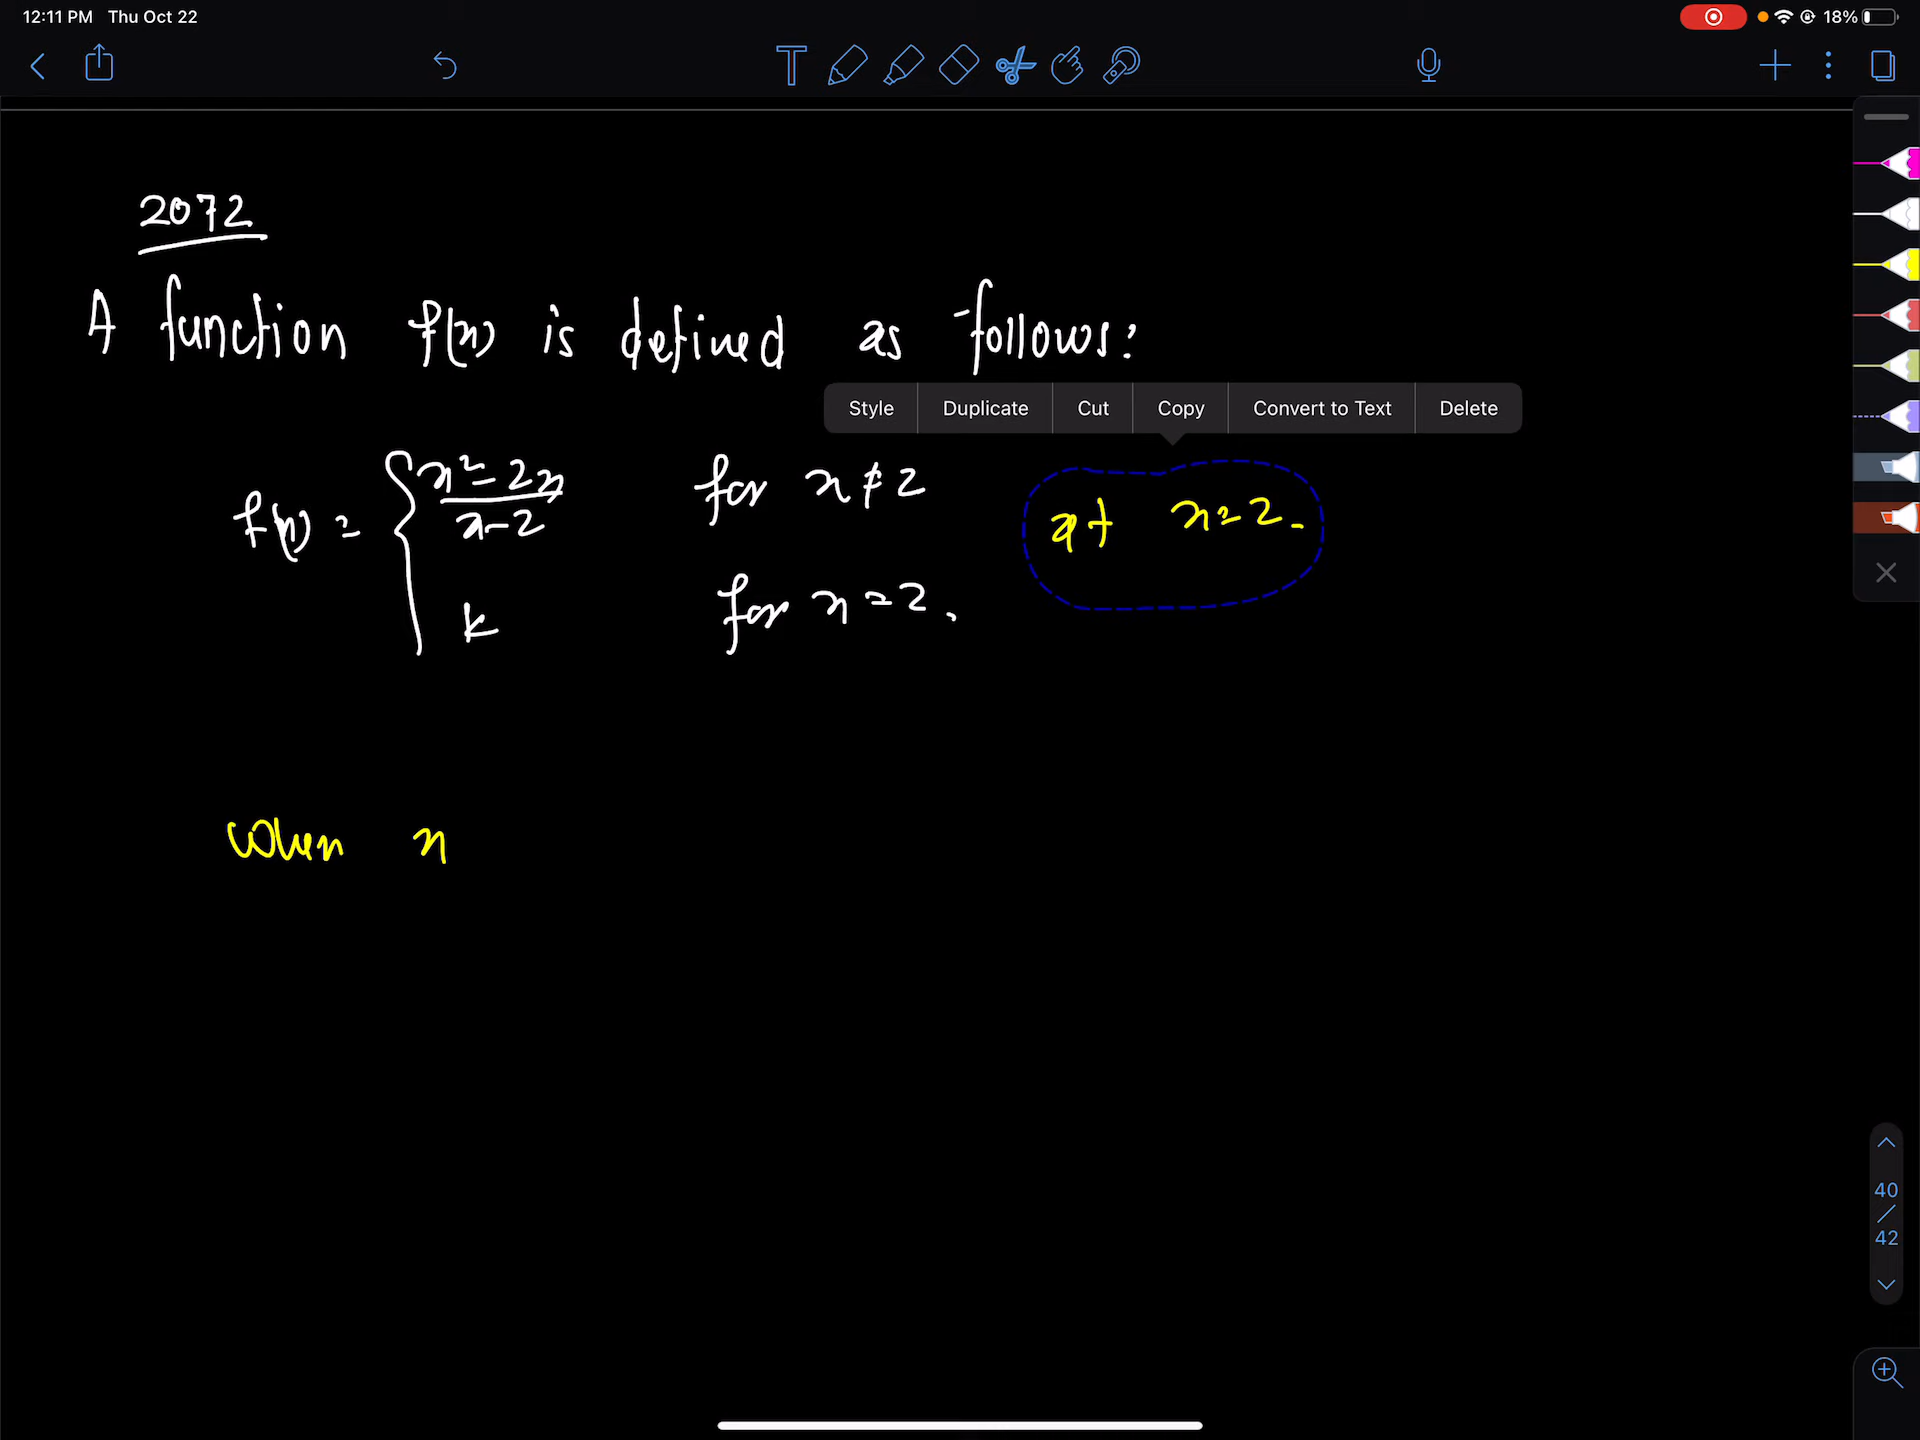 12:11 PM Thu Oct 22
18%
2072
A function f(x) is defined as follows:
Style Duplicate Cut Copy Convert to Text Delete
f(x) = { x² - 2x / x - 2 for x ≠ 2
k for x = 2.
at x = 2.
When x
40
/
42